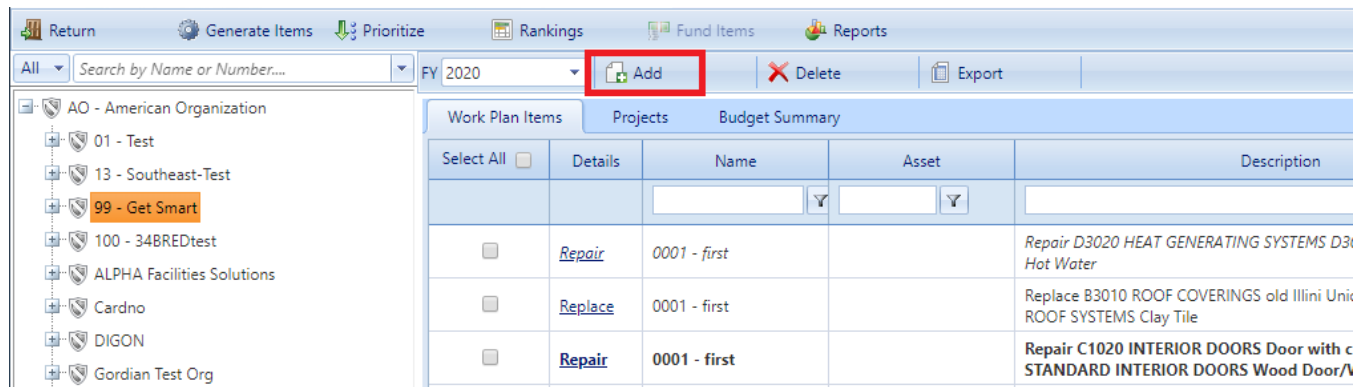 Return Generate Items Prioritize Rankings Fund Items Reports
All Search by Name or Number.... FY 2020 Add Delete Export
AO - American Organization
01 - Test
13 - Southeast-Test
99 - Get Smart
100 - 34BREDtest
ALPHA Facilities Solutions
Cardno
DIGON
Gordian Test Org
Work Plan Items Projects Budget Summary
Select All Details Name Asset Description
Repair 0001 - first Repair D3020 HEAT GENERATING SYSTEMS
Hot Water
Replace 0001 - first Replace B3010 ROOF COVERINGS old Illini
ROOF SYSTEMS Clay Tile
Repair 0001 - first Repair C1020 INTERIOR DOORS Door with
STANDARD INTERIOR DOORS Wood